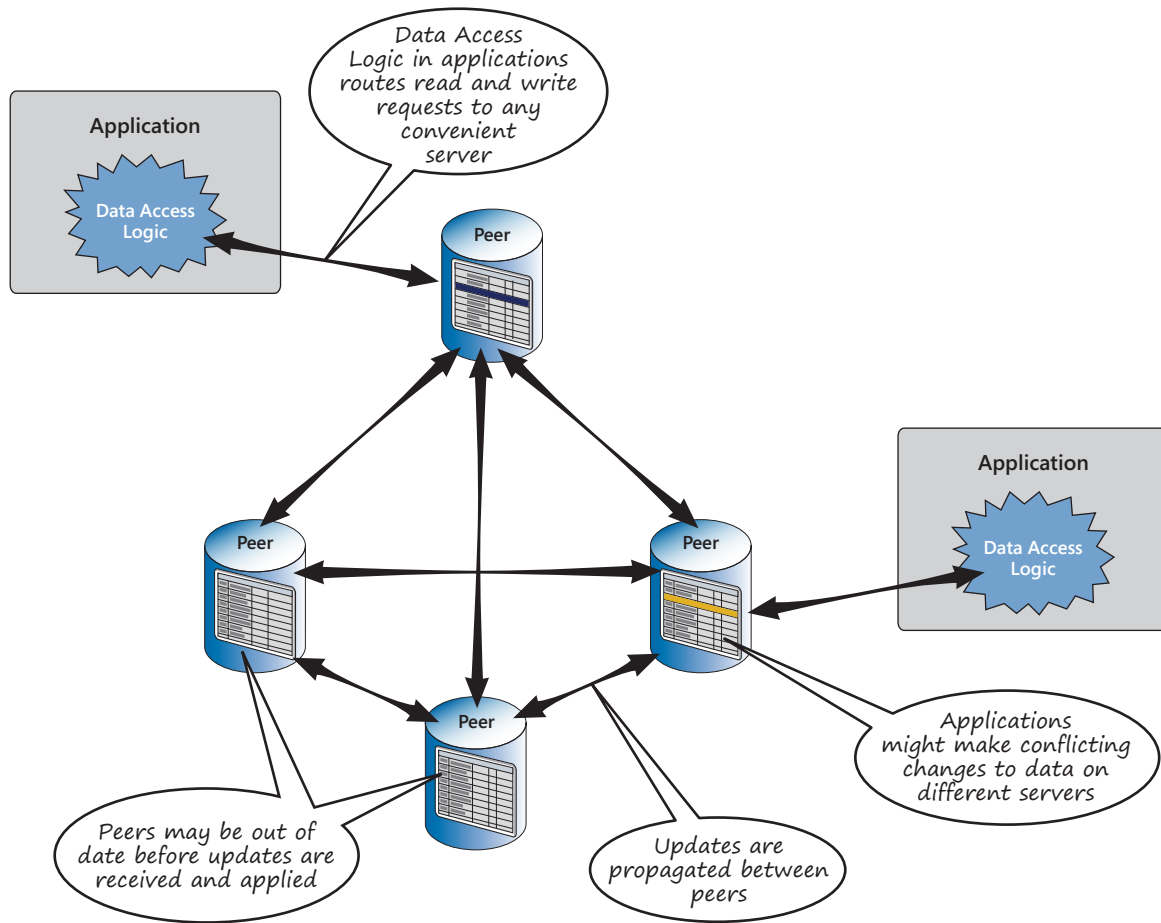 Data Access
Logic in applications
routes read and write
requests to any
convenient
server
Application
Data Access
Logic
Peer
Application
Data Access
Logic
Peer
Peer
Peer
Applications
might make conflicting
changes to data on
different servers
Peers may be out of
date before updates are
received and applied
Updates are
propagated between
peers